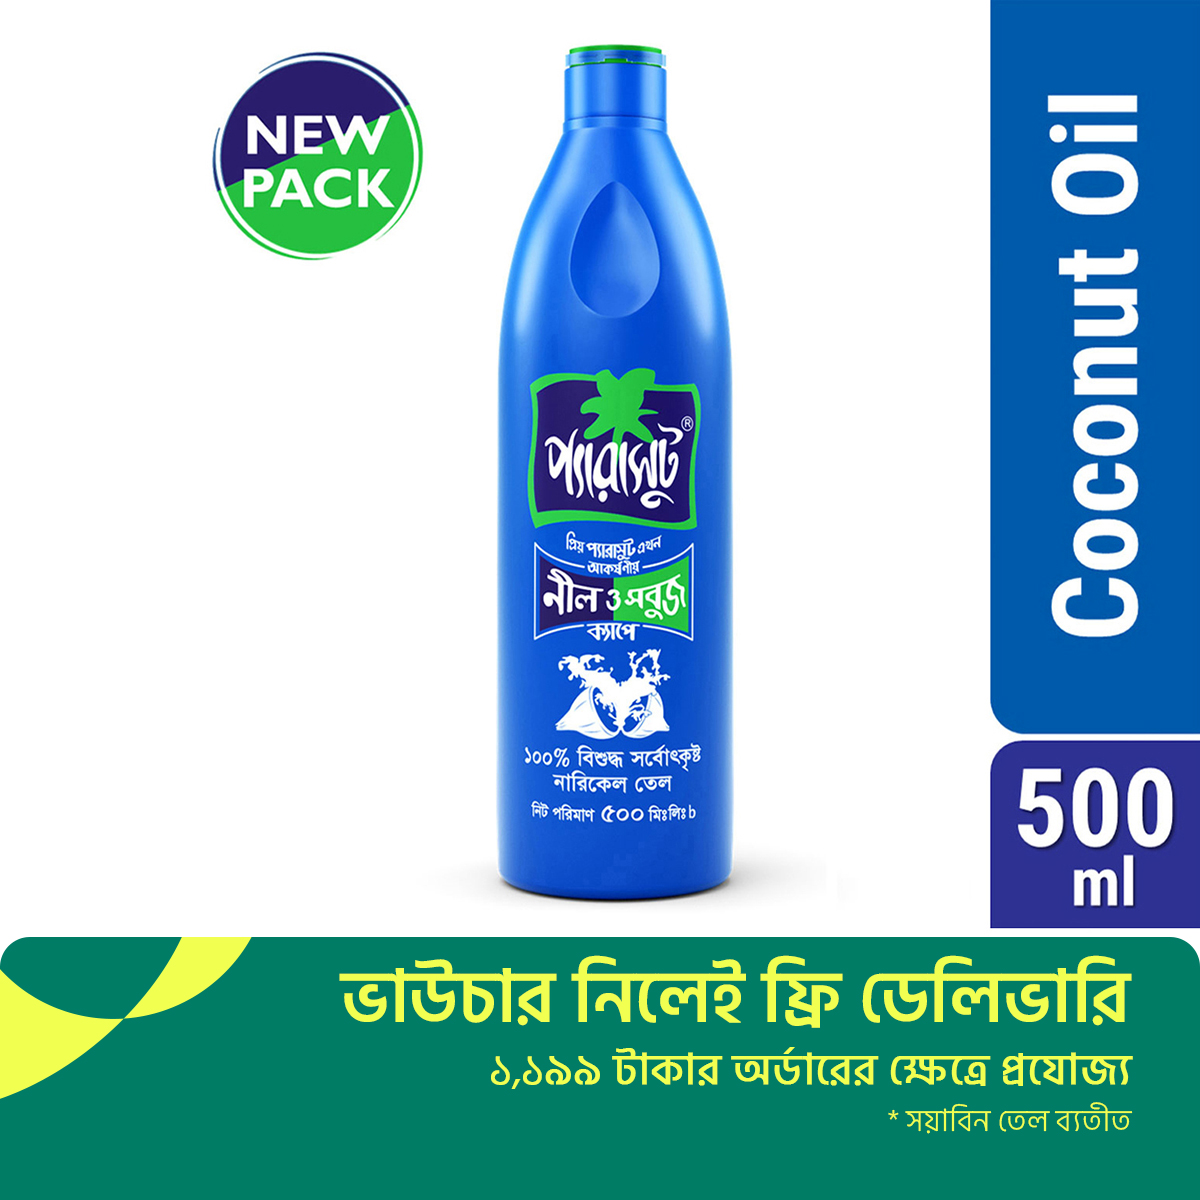 NEW
PACK
প্যারাসুট®
প্রিয় প্যারাসুট এখন
আকর্ষণীয়
নীল ও সবুজ
ক্যাপে
১০০% বিশুদ্ধ সর্বোৎকৃষ্ট
নারিকেল তেল
নিট পরিমাণ ৫০০ মিঃলিঃ b
Coconut Oil
500
ml
ভাউচার নিলেই ফ্রি ডেলিভারি
১,১৯৯ টাকার অর্ডারের ক্ষেত্রে প্রযোজ্য
* সয়াবিন তেল ব্যতীত